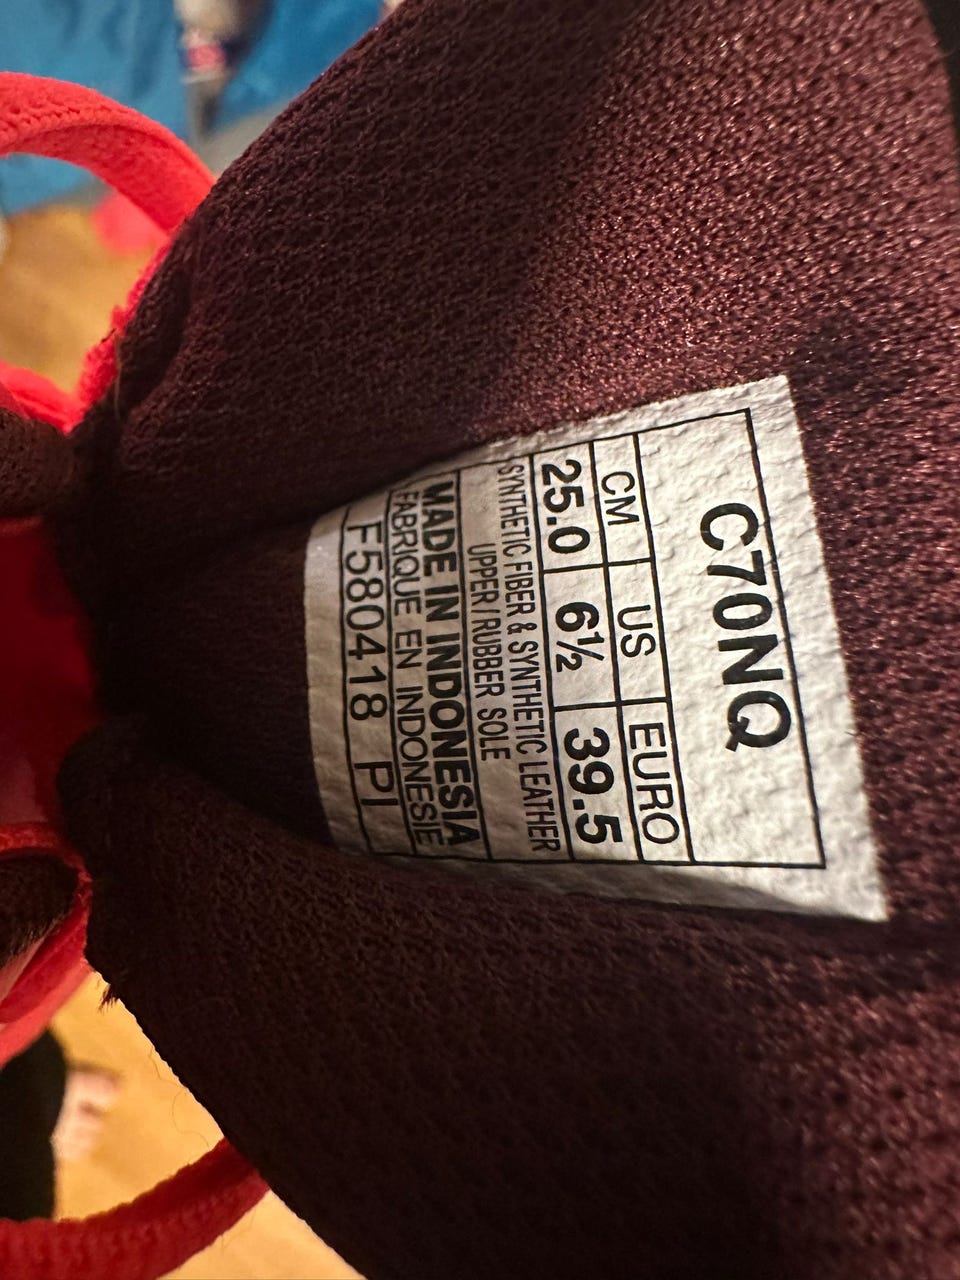 C70NQ
CM US EURO
25.0 6½ 39.5
SYNTHETIC FIBER & SYNTHETIC LEATHER
UPPER / RUBBER SOLE
MADE IN INDONESIA
FABRIQUE EN INDONESIE
F580418 PI